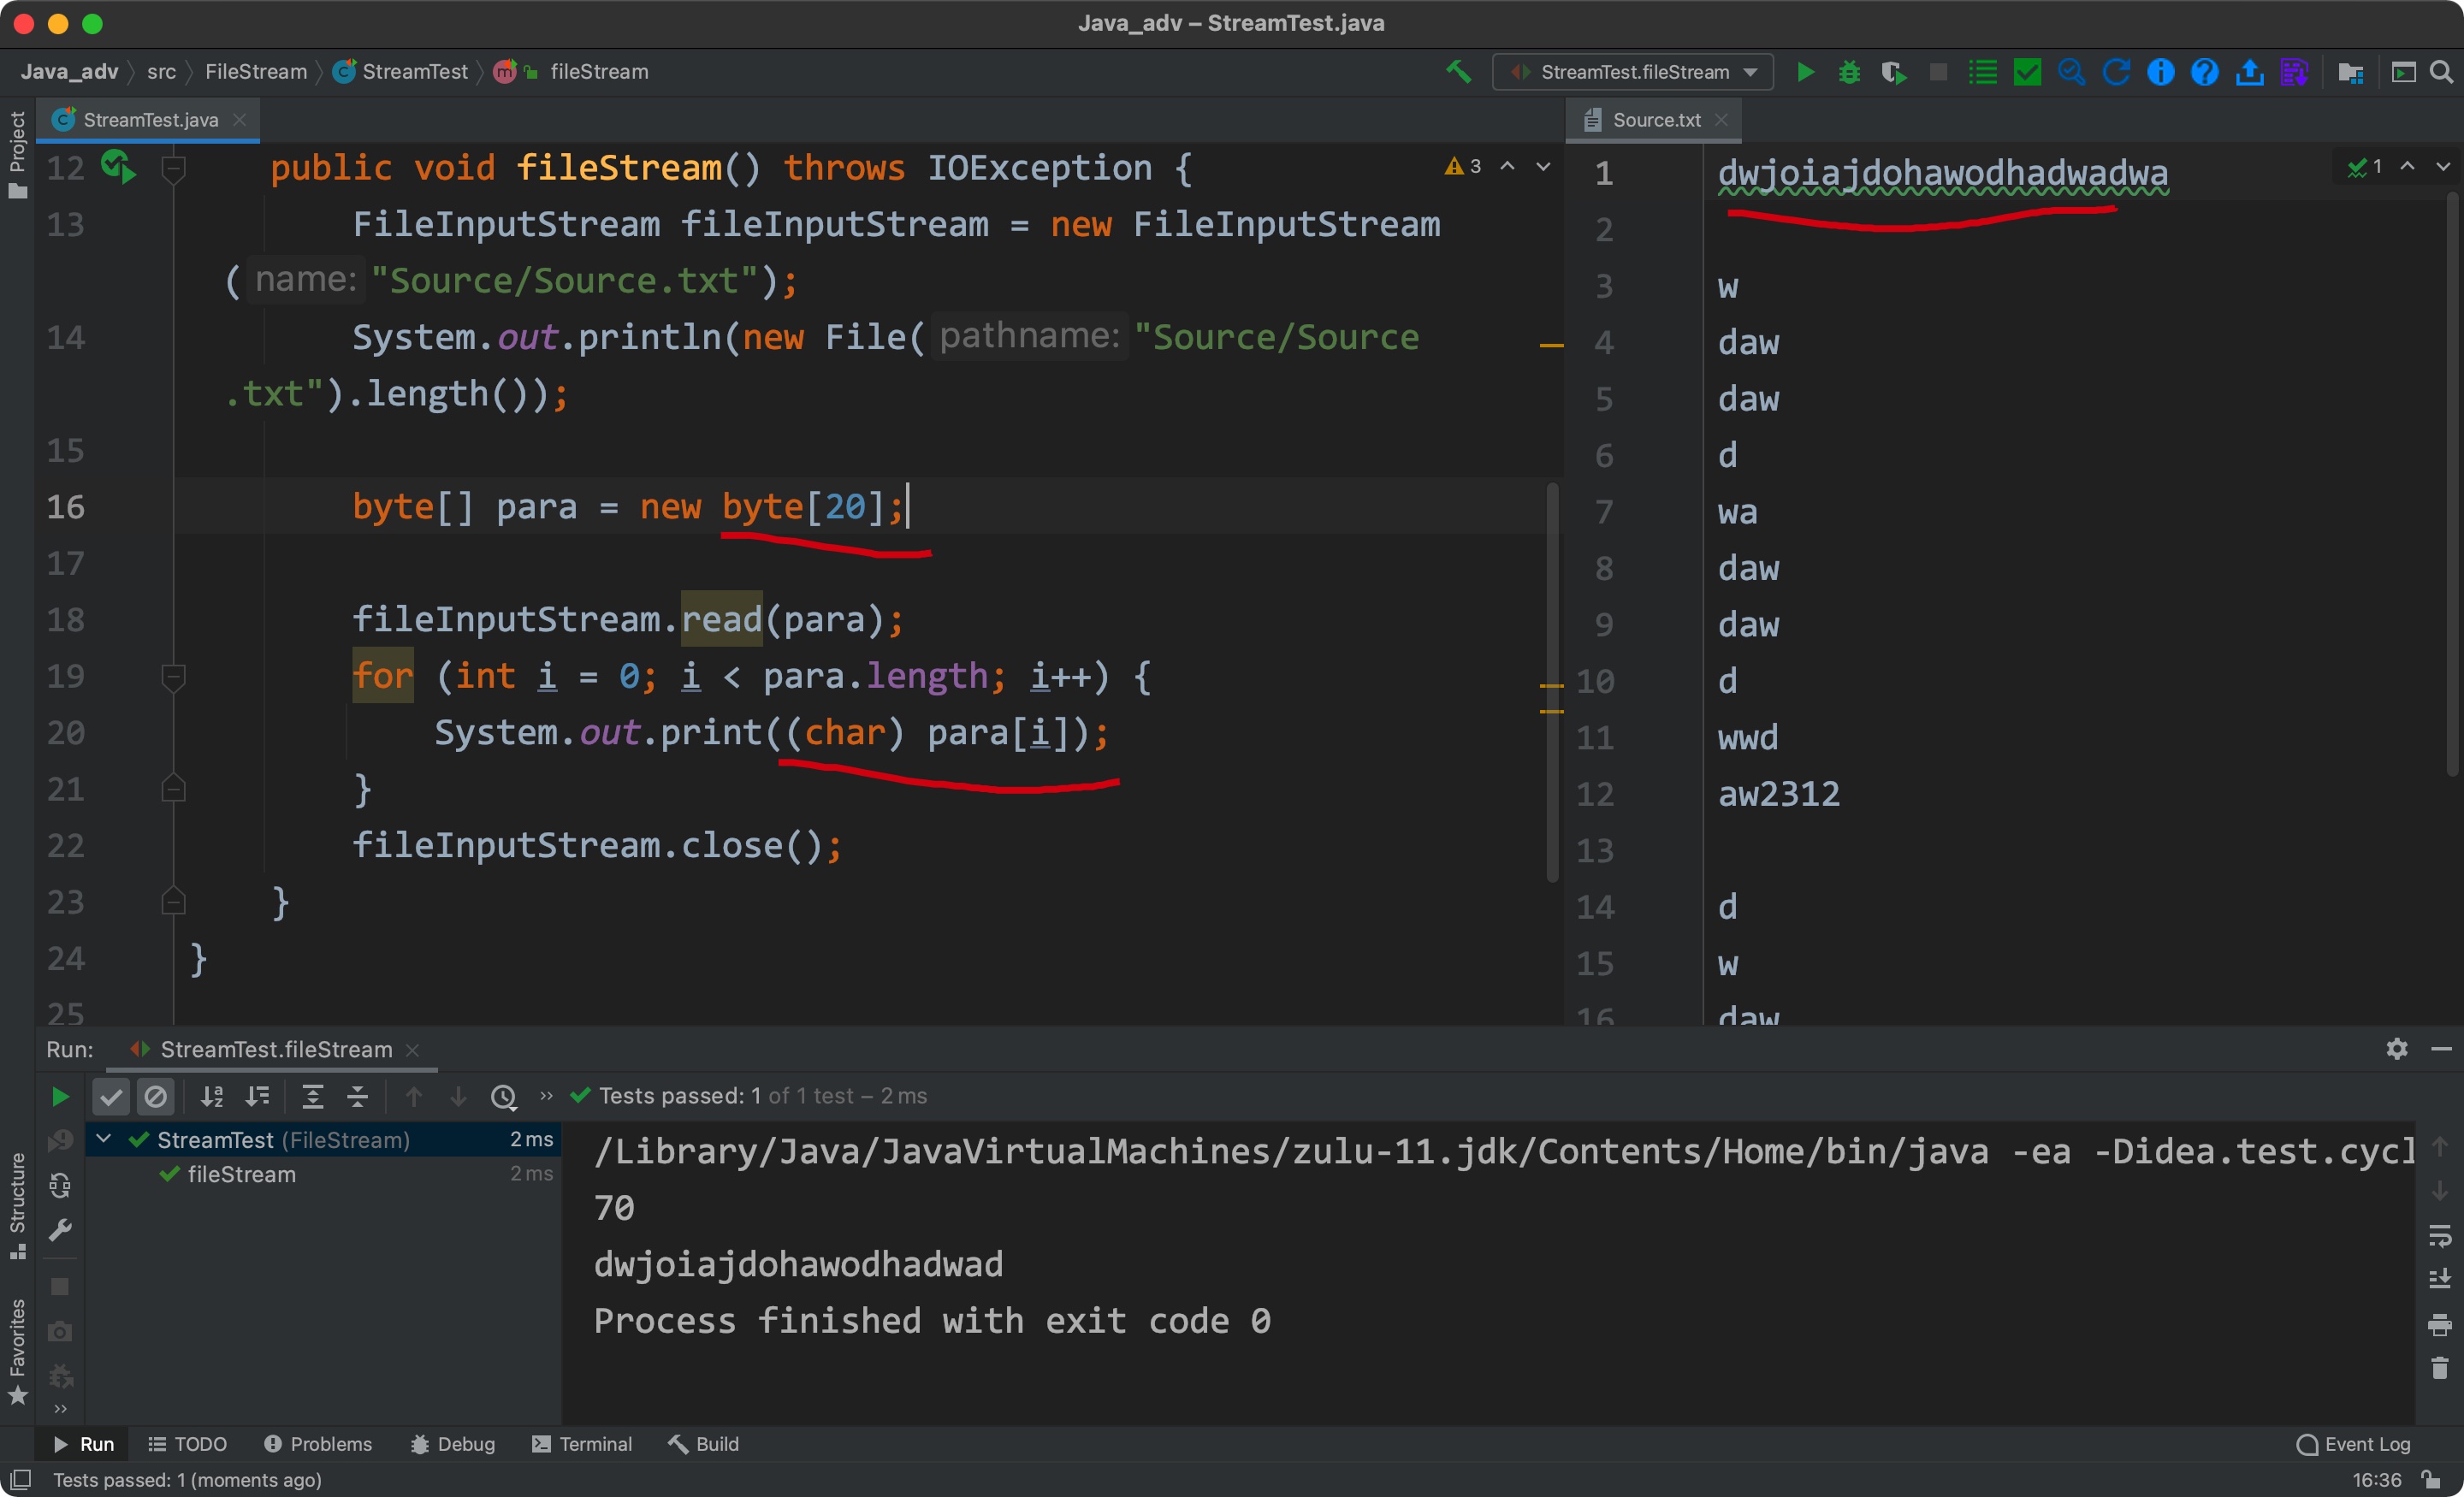 Java_adv – StreamTest.java
Java_adv src FileStream StreamTest fileStream
StreamTest.fileStream
Project
StreamTest.java
12 public void fileStream() throws IOException {
3
13 FileInputStream fileInputStream = new FileInputStream
( name: "Source/Source.txt");
14 System.out.println(new File( pathname: "Source/Source
.txt").length());
15
16 byte[] para = new byte[20];
17
18 fileInputStream.read(para);
19 for (int i = 0; i < para.length; i++) {
20 System.out.print((char) para[i]);
21 }
22 fileInputStream.close();
23 }
24 }
25
Source.txt
1 dwjoiajdohawodhadwadwa
1
2
3 w
4 daw
5 daw
6 d
7 wa
8 daw
9 daw
10 d
11 wwd
12 aw2312
13
14 d
15 w
16 daw
Run: StreamTest.fileStream
Tests passed: 1 of 1 test – 2 ms
StreamTest (FileStream) 2 ms
fileStream 2 ms
/Library/Java/JavaVirtualMachines/zulu-11.jdk/Contents/Home/bin/java -ea -Didea.test.cycl
70
dwjoiajdohawodhadwad
Process finished with exit code 0
Structure
Favorites
Run TODO Problems Debug Terminal Build Event Log
Tests passed: 1 (moments ago) 16:36